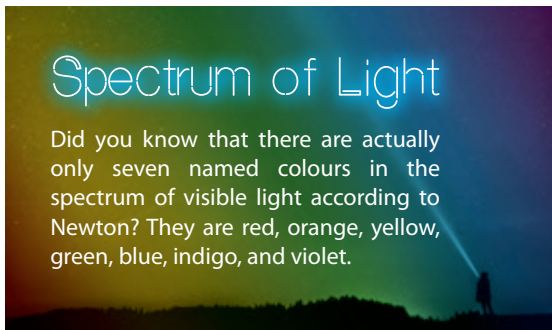 Spectrum of Light
Did you know that there are actually
only seven named colours in the
spectrum of visible light according to
Newton? They are red, orange, yellow,
green, blue, indigo, and violet.